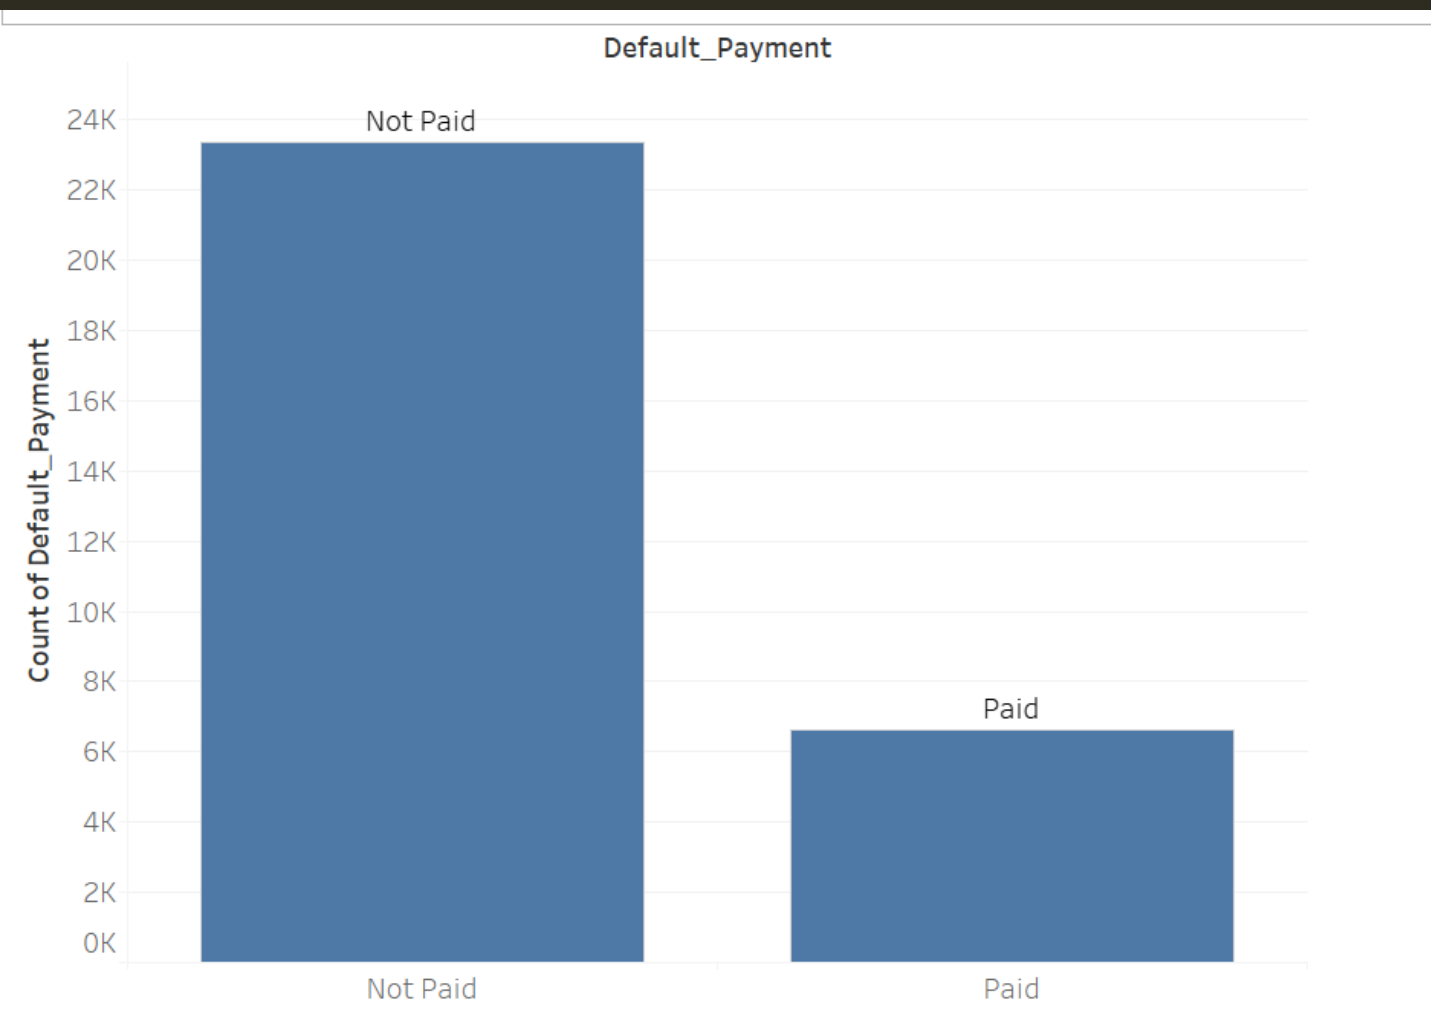 Default_Payment
Count of Default_Payment
24K
22K
20K
18K
16K
14K
12K
10K
8K
6K
4K
2K
0K
Not Paid
Paid
Not Paid
Paid